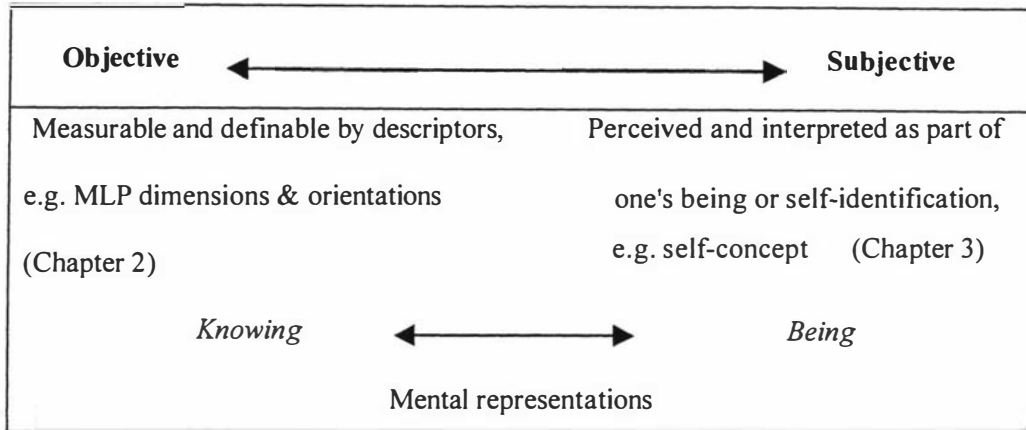 Objective Subjective
Measurable and definable by descriptors,
e.g. MLP dimensions & orientations
(Chapter 2)
Perceived and interpreted as part of
one's being or self-identification,
e.g. self-concept (Chapter 3)
Knowing Being
Mental representations